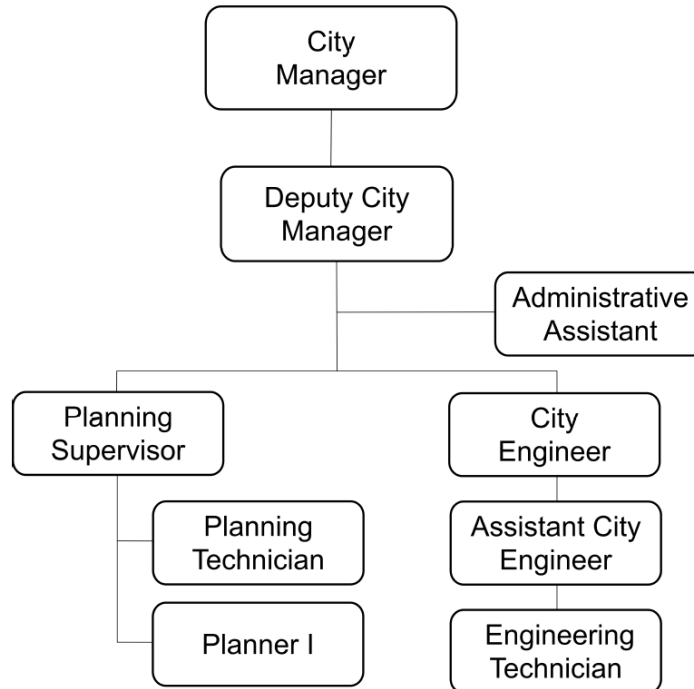 City
Manager
Deputy City
Manager
Administrative
Assistant
Planning
Supervisor
City
Engineer
Planning
Technician
Assistant City
Engineer
Planner I
Engineering
Technician